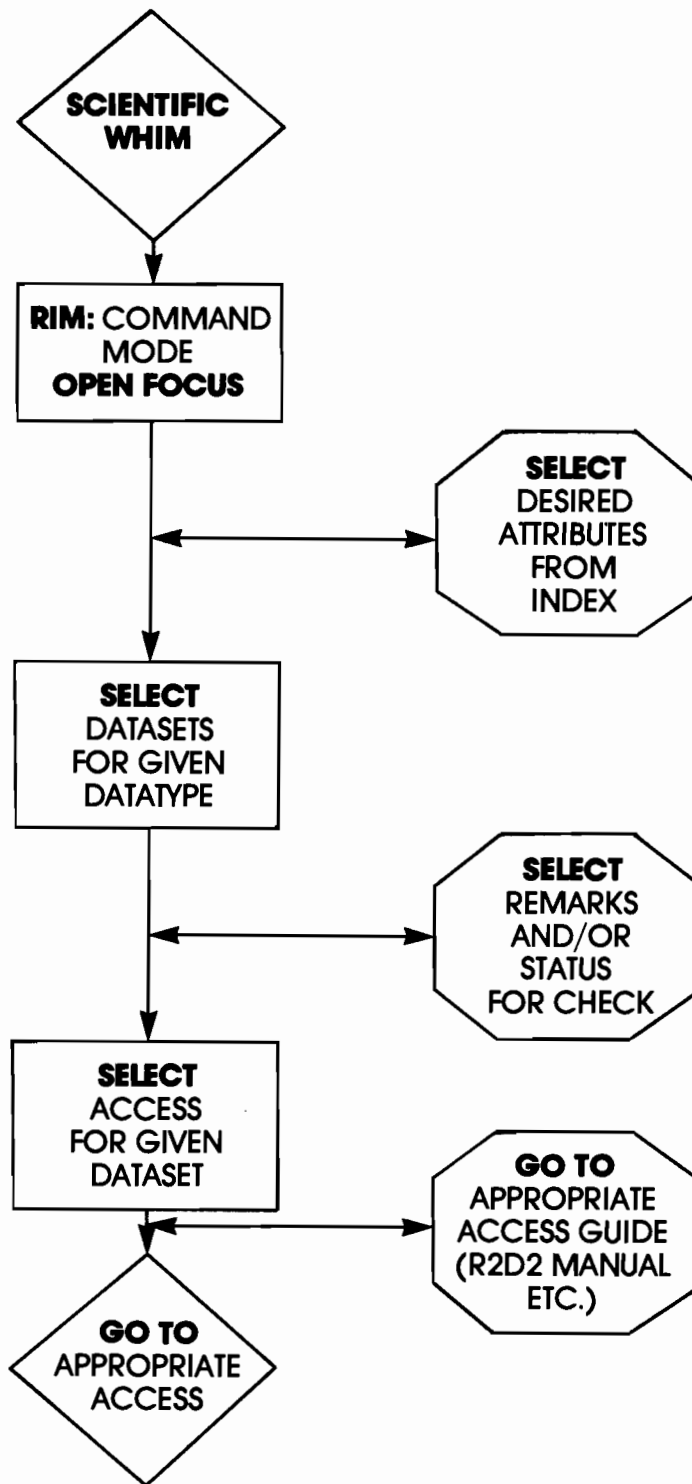 SCIENTIFIC
WHIM
RIM: COMMAND
MODE
OPEN FOCUS
SELECT
DESIRED
ATTRIBUTES
FROM
INDEX
SELECT
DATASETS
FOR GIVEN
DATATYPE
SELECT
REMARKS
AND/OR
STATUS
FOR CHECK
SELECT
ACCESS
FOR GIVEN
DATASET
GO TO
APPROPRIATE
ACCESS GUIDE
(R2D2 MANUAL
ETC.)
GO TO
APPROPRIATE
ACCESS